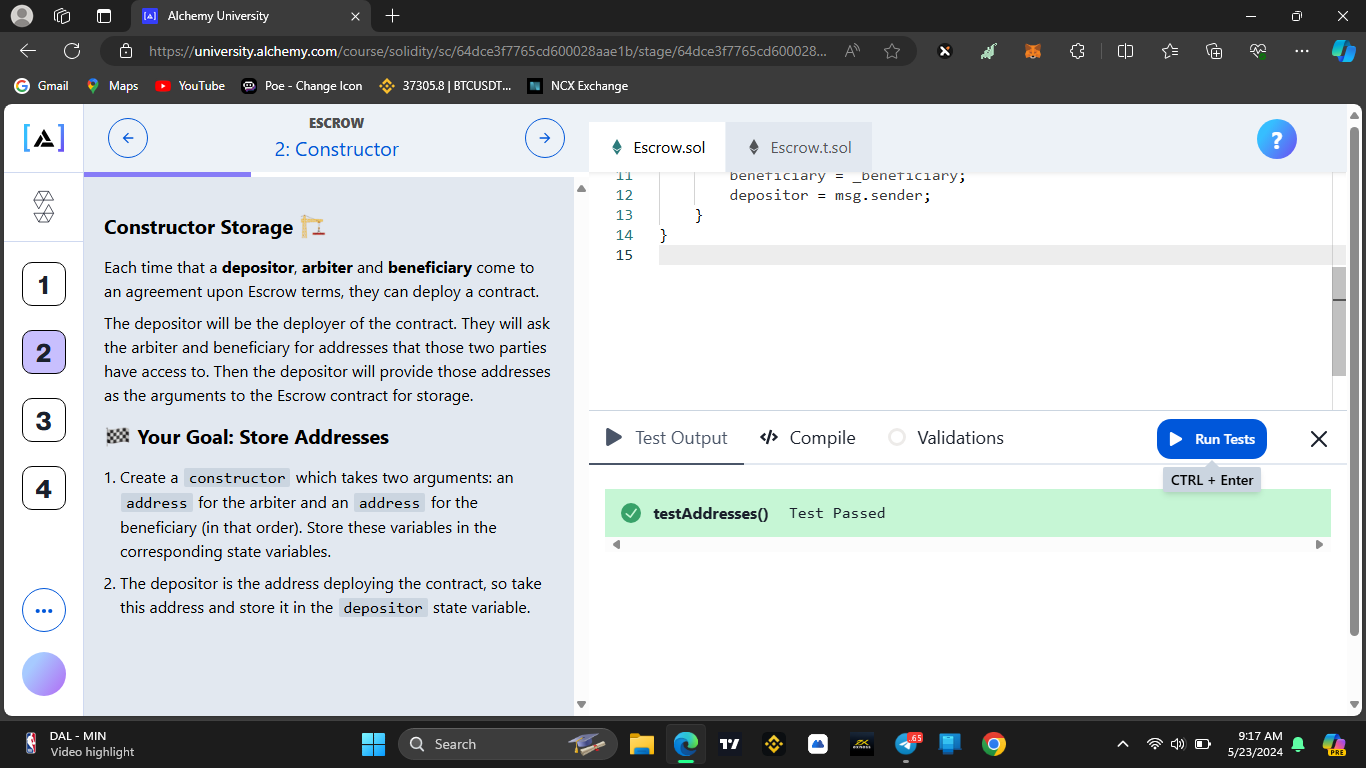 Alchemy University
https://university.alchemy.com/course/solidity/sc/64dce3f7765cd600028aae1b/stage/64dce3f7765cd600028...
Gmail
Maps
YouTube
Poe - Change Icon
37305.8 | BTCUSDT...
NCX Exchange
ESCROW
2: Constructor
Escrow.sol
Escrow.t.sol
?
1
2
3
4
Constructor Storage
Each time that a depositor, arbiter and beneficiary come to
an agreement upon Escrow terms, they can deploy a contract.
The depositor will be the deployer of the contract. They will ask
the arbiter and beneficiary for addresses that those two parties
have access to. Then the depositor will provide those addresses
as the arguments to the Escrow contract for storage.
Your Goal: Store Addresses
1. Create a constructor which takes two arguments: an
address for the arbiter and an address for the
beneficiary (in that order). Store these variables in the
corresponding state variables.
2. The depositor is the address deploying the contract, so take
this address and store it in the depositor state variable.
11 beneficiary = _beneficiary;
12 depositor = msg.sender;
13 }
14 }
15
Test Output
Compile
Validations
Run Tests
CTRL + Enter
testAddresses() Test Passed
DAL - MIN
Video highlight
Search
.65
9:17 AM
5/23/2024
PRE